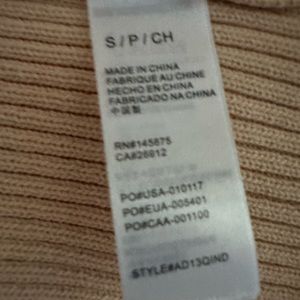 S / P / CH
MADE IN CHINA
FABRIQUE AU CHINE
HECHO EN CHINA
FABRICADO NA CHINA
中国製
RN#145875
CA#26612
PO#USA-010117
PO#EUA-005401
PO#CAA-001100
STYLE#AD13QIND